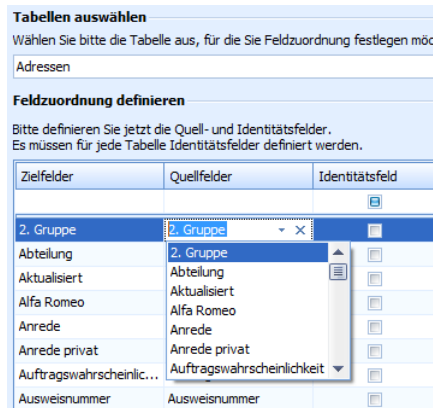 Tabellen auswählen
Wählen Sie bitte die Tabelle aus, für die Sie Feldzuordnung festlegen
Adressen
Feldzuordnung definieren
Bitte definieren Sie jetzt die Quell- und Identitätsfelder.
Es müssen für jede Tabelle Identitätsfelder definiert werden.
Zielfelder Quellfelder Identitätsfeld
2. Gruppe 2. Gruppe
Abteilung
Aktualisiert
Alfa Romeo
Anrede
Anrede privat
Auftragswahrscheinlic...
Ausweisnummer Ausweisnummer
2. Gruppe
Abteilung
Aktualisiert
Alfa Romeo
Anrede
Anrede privat
Auftragswahrscheinlichkeit